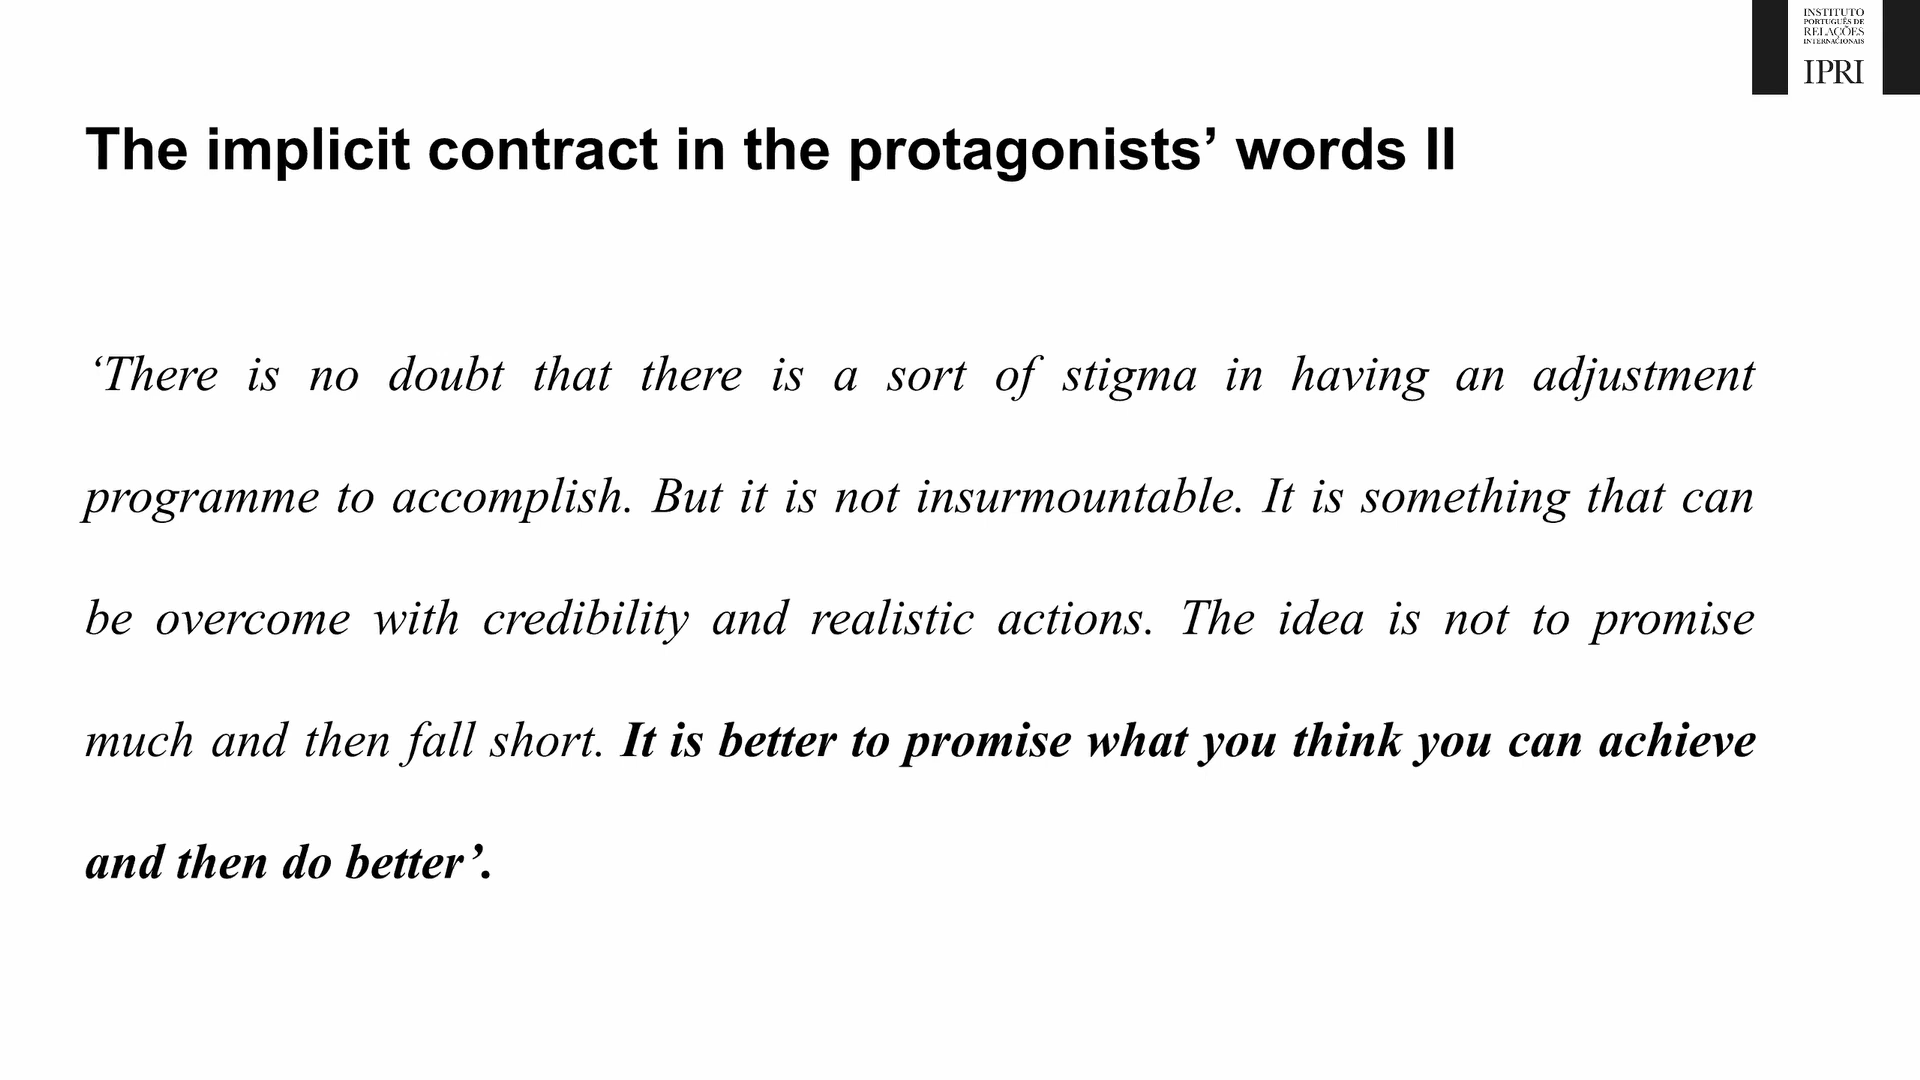 INSTITUTO
PORTUGUÊS DE
RELAÇÕES
INTERNACIONAIS
IPRI
The implicit contract in the protagonists’ words II
‘There is no doubt that there is a sort of stigma in having an adjustment
programme to accomplish. But it is not insurmountable. It is something that can
be overcome with credibility and realistic actions. The idea is not to promise
much and then fall short. It is better to promise what you think you can achieve
and then do better’.